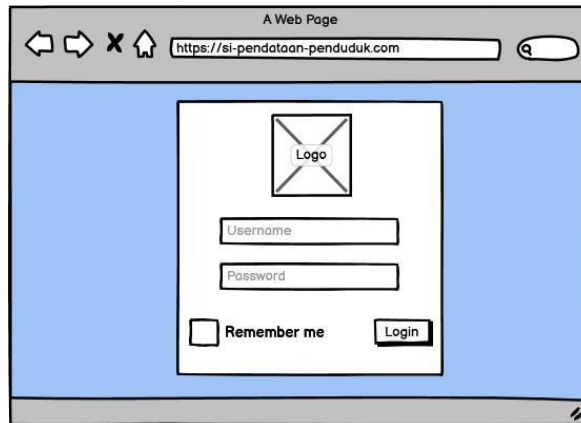 A Web Page
https://si-pendataan-penduduk.com
Logo
Username
Password
Remember me
Login